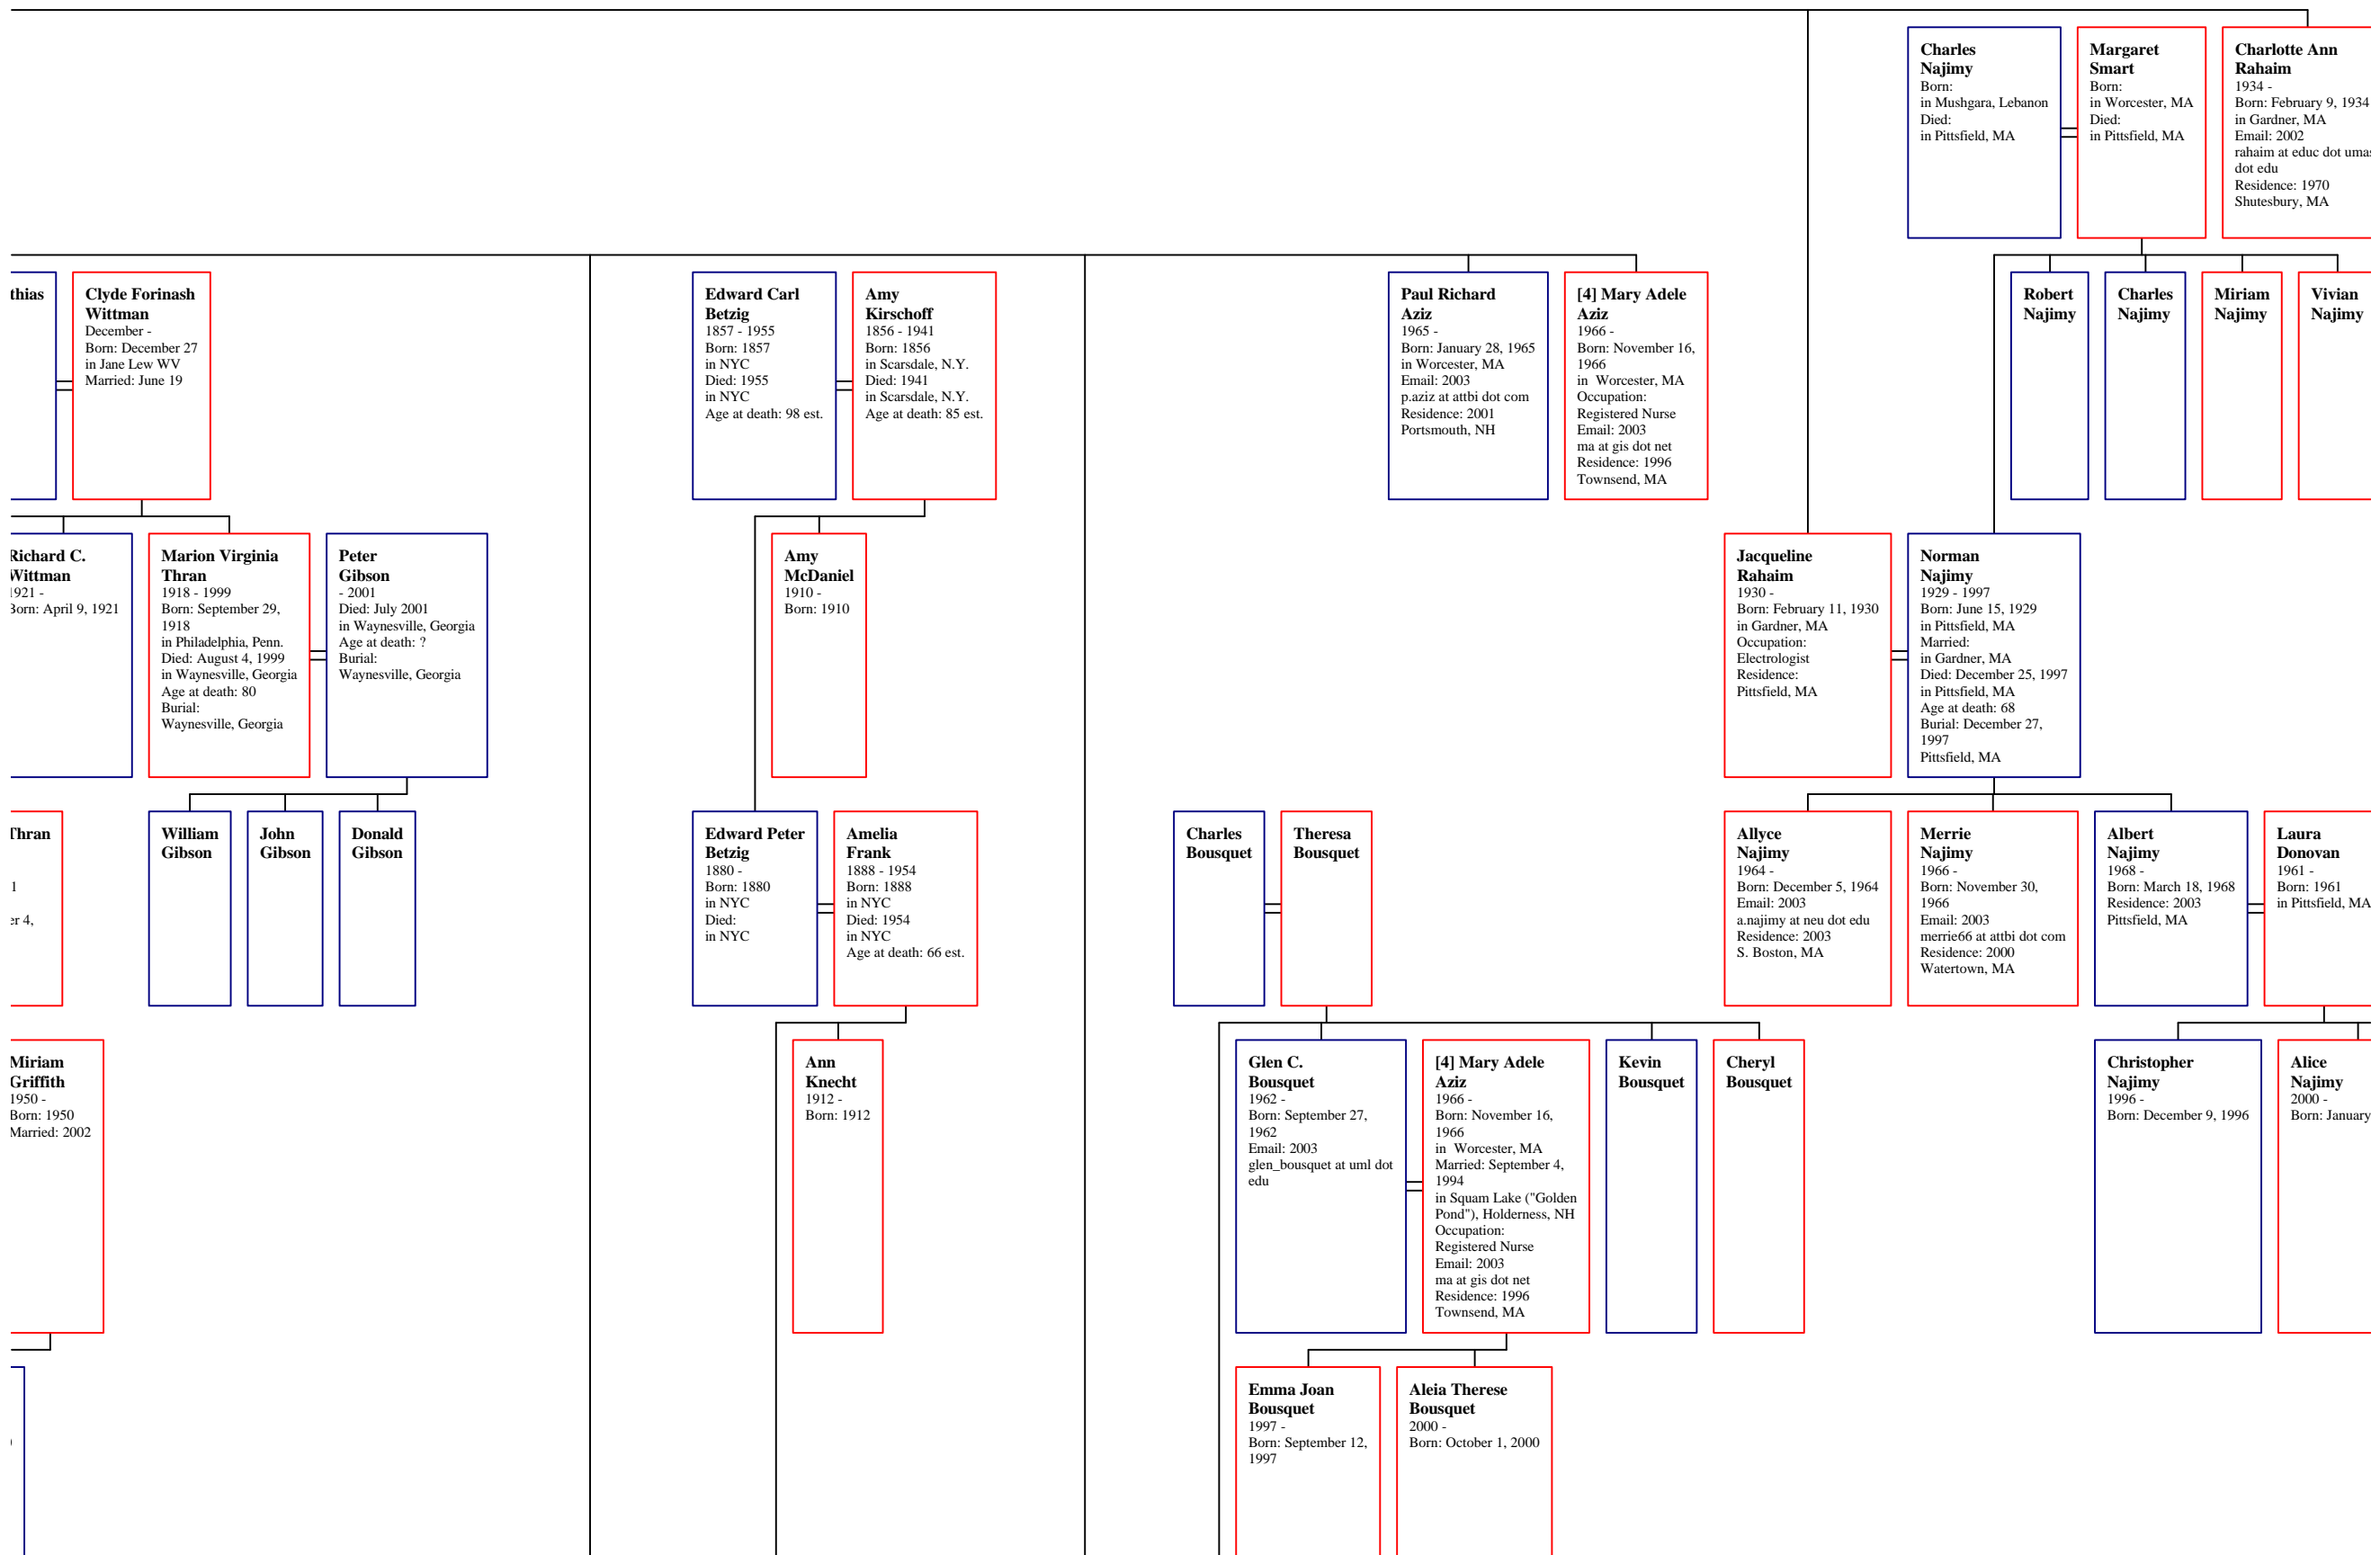 Charles
Najimy
Born:
in Mushgara, Lebanon
Died:
in Pittsfield, MA
Margaret
Smart
Born:
in Worcester, MA
Died:
in Pittsfield, MA
Charlotte Ann
Rahaim
1934 -
Born: February 9, 1934
in Gardner, MA
Email: 2002
rahaim at educ dot umas
dot edu
Residence: 1970
Shutesbury, MA
thias
Clyde Forinash
Wittman
December -
Born: December 27
in Jane Lew WV
Married: June 19
Edward Carl
Betzig
1857 - 1955
Born: 1857
in NYC
Died: 1955
in NYC
Age at death: 98 est.
Amy
Kirschoff
1856 - 1941
Born: 1856
in Scarsdale, N.Y.
Died: 1941
in Scarsdale, N.Y.
Age at death: 85 est.
Paul Richard
Aziz
1965 -
Born: January 28, 1965
in Worcester, MA
Email: 2003
p.aziz at attbi dot com
Residence: 2001
Portsmouth, NH
[4] Mary Adele
Aziz
1966 -
Born: November 16,
1966
in  Worcester, MA
Occupation:
Registered Nurse
Email: 2003
ma at gis dot net
Residence: 1996
Townsend, MA
Robert
Najimy
Charles
Najimy
Miriam
Najimy
Vivian
Najimy
Richard C.
Wittman
1921 -
Born: April 9, 1921
Marion Virginia
Thran
1918 - 1999
Born: September 29,
1918
in Philadelphia, Penn.
Died: August 4, 1999
in Waynesville, Georgia
Age at death: 80
Burial:
Waynesville, Georgia
Peter
Gibson
- 2001
Died: July 2001
in Waynesville, Georgia
Age at death: ?
Burial:
Waynesville, Georgia
Amy
McDaniel
1910 -
Born: 1910
Jacqueline
Rahaim
1930 -
Born: February 11, 1930
in Gardner, MA
Occupation:
Electrologist
Residence:
Pittsfield, MA
Norman
Najimy
1929 - 1997
Born: June 15, 1929
in Pittsfield, MA
Married:
in Gardner, MA
Died: December 25, 1997
in Pittsfield, MA
Age at death: 68
Burial: December 27,
1997
Pittsfield, MA
Thran
1
er 4,
William
Gibson
John
Gibson
Donald
Gibson
Edward Peter
Betzig
1880 -
Born: 1880
in NYC
Died:
in NYC
Amelia
Frank
1888 - 1954
Born: 1888
in NYC
Died: 1954
in NYC
Age at death: 66 est.
Charles
Bousquet
Theresa
Bousquet
Allyce
Najimy
1964 -
Born: December 5, 1964
Email: 2003
a.najimy at neu dot edu
Residence: 2003
S. Boston, MA
Merrie
Najimy
1966 -
Born: November 30,
1966
Email: 2003
merrie66 at attbi dot com
Residence: 2000
Watertown, MA
Albert
Najimy
1968 -
Born: March 18, 1968
Residence: 2003
Pittsfield, MA
Laura
Donovan
1961 -
Born: 1961
in Pittsfield, MA
Miriam
Griffith
1950 -
Born: 1950
Married: 2002
Ann
Knecht
1912 -
Born: 1912
Glen C.
Bousquet
1962 -
Born: September 27,
1962
Email: 2003
glen_bousquet at uml dot
edu
[4] Mary Adele
Aziz
1966 -
Born: November 16,
1966
in  Worcester, MA
Married: September 4,
1994
in Squam Lake ("Golden
Pond"), Holderness, NH
Occupation:
Registered Nurse
Email: 2003
ma at gis dot net
Residence: 1996
Townsend, MA
Kevin
Bousquet
Cheryl
Bousquet
Christopher
Najimy
1996 -
Born: December 9, 1996
Alice
Najimy
2000 -
Born: January
Emma Joan
Bousquet
1997 -
Born: September 12,
1997
Aleia Therese
Bousquet
2000 -
Born: October 1, 2000